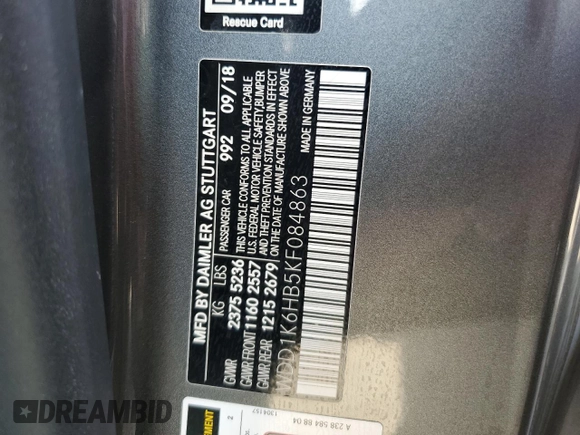 Rescue Card
MFD BY DAIMLER AG STUTTGART
KG LBS PASSENGER CAR 992 09/18
GVWR 2375 5236
GAWR FRONT 1160 2557
GAWR REAR 1215 2679
THIS VEHICLE CONFORMS TO ALL APPLICABLE
U.S. FEDERAL MOTOR VEHICLE SAFETY,BUMPER
AND THEFT PREVENTION STANDARDS IN EFFECT
ON THE DATE OF MANUFACTURE SHOWN ABOVE
MADE IN GERMANY
WDD1K6HB5KF084863
A 238 584 88 04
1304157
DREAMBID